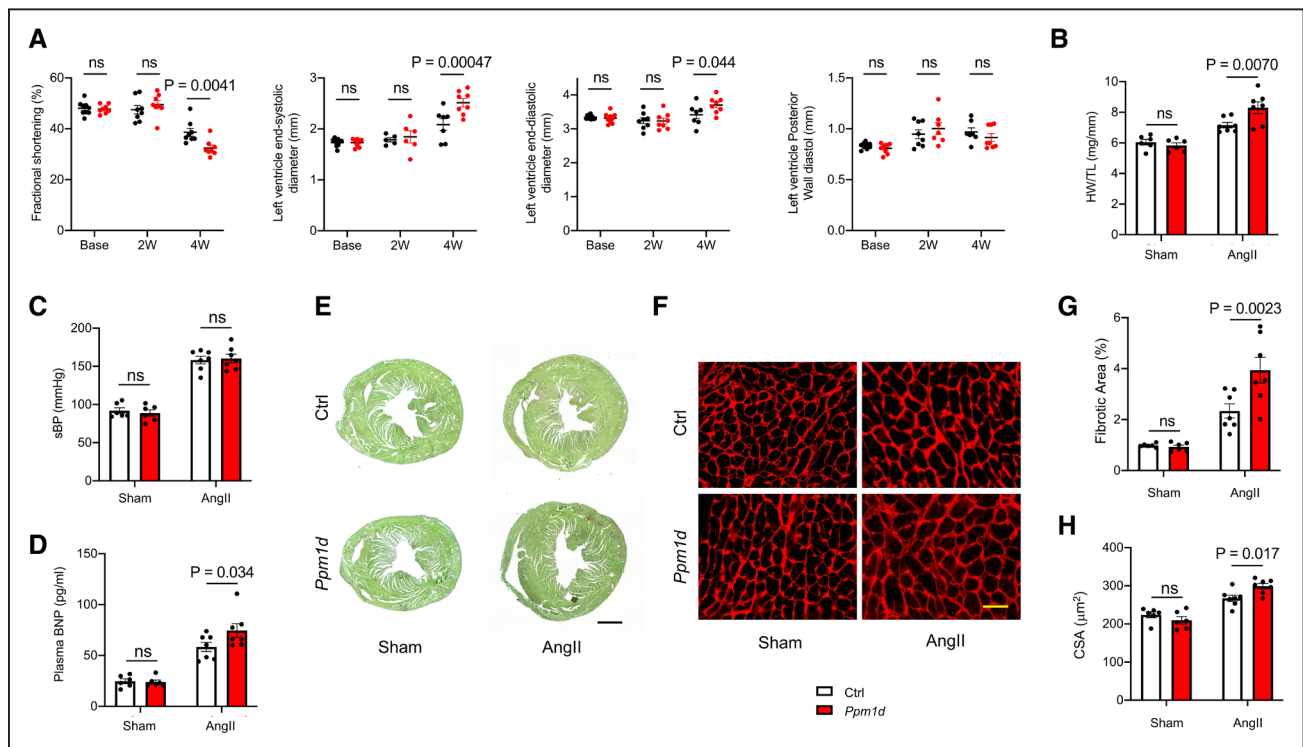 A
ns
ns
P = 0.0041
Fractional shortening (%)
80
60
40
20
0
Base
2W
4W
ns
ns
P = 0.00047
Left ventricle end-systolic
diameter (mm)
3
2
1
0
Base
2W
4W
ns
ns
P = 0.044
Left ventricle end-diastolic
diameter (mm)
4
3
2
1
0
Base
2W
4W
ns
ns
ns
Left ventricle Posterior
Wall diastol (mm)
1.5
1.0
0.5
0.0
Base
2W
4W
B
P = 0.0070
ns
HW/TL (mg/mm)
10
8
6
4
2
0
Sham
AngII
C
ns
ns
sBP (mmHg)
200
150
100
50
0
Sham
AngII
D
P = 0.034
ns
Plasma BNP (pg/ml)
150
100
50
0
Sham
AngII
E
Ctrl
Ppm1d
Sham
AngII
F
Ctrl
Ppm1d
Sham
AngII
Ctrl
Ppm1d
G
P = 0.0023
ns
Fibrotic Area (%)
6
4
2
0
Sham
AngII
H
P = 0.017
ns
CSA (μm²)
400
300
200
100
0
Sham
AngII